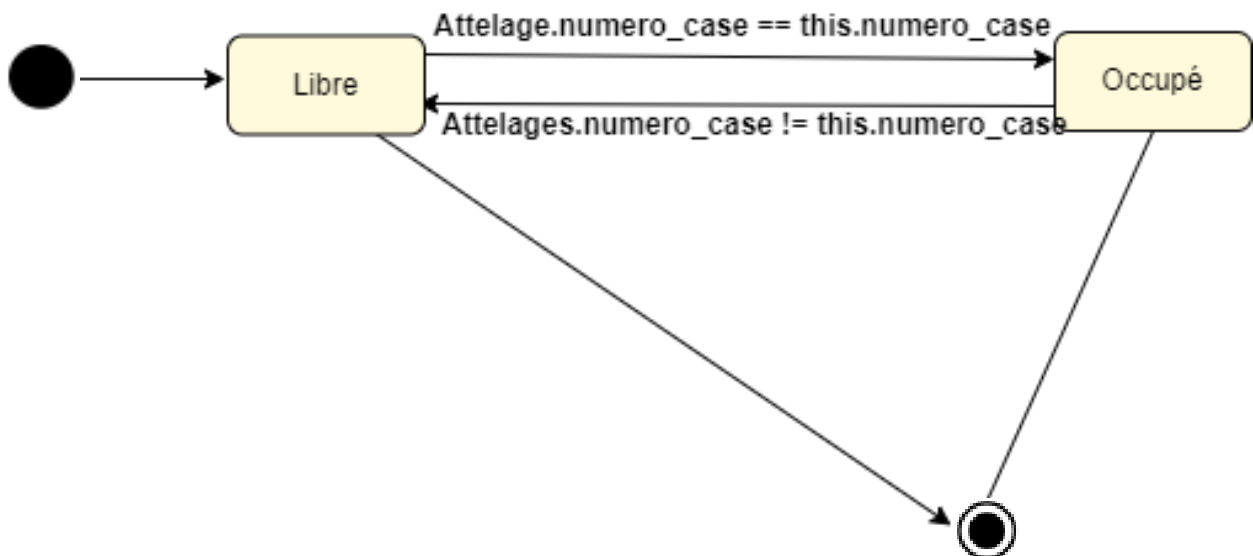 Attelage.numero_case == this.numero_case
Libre
Occupé
Attelages.numero_case != this.numero_case